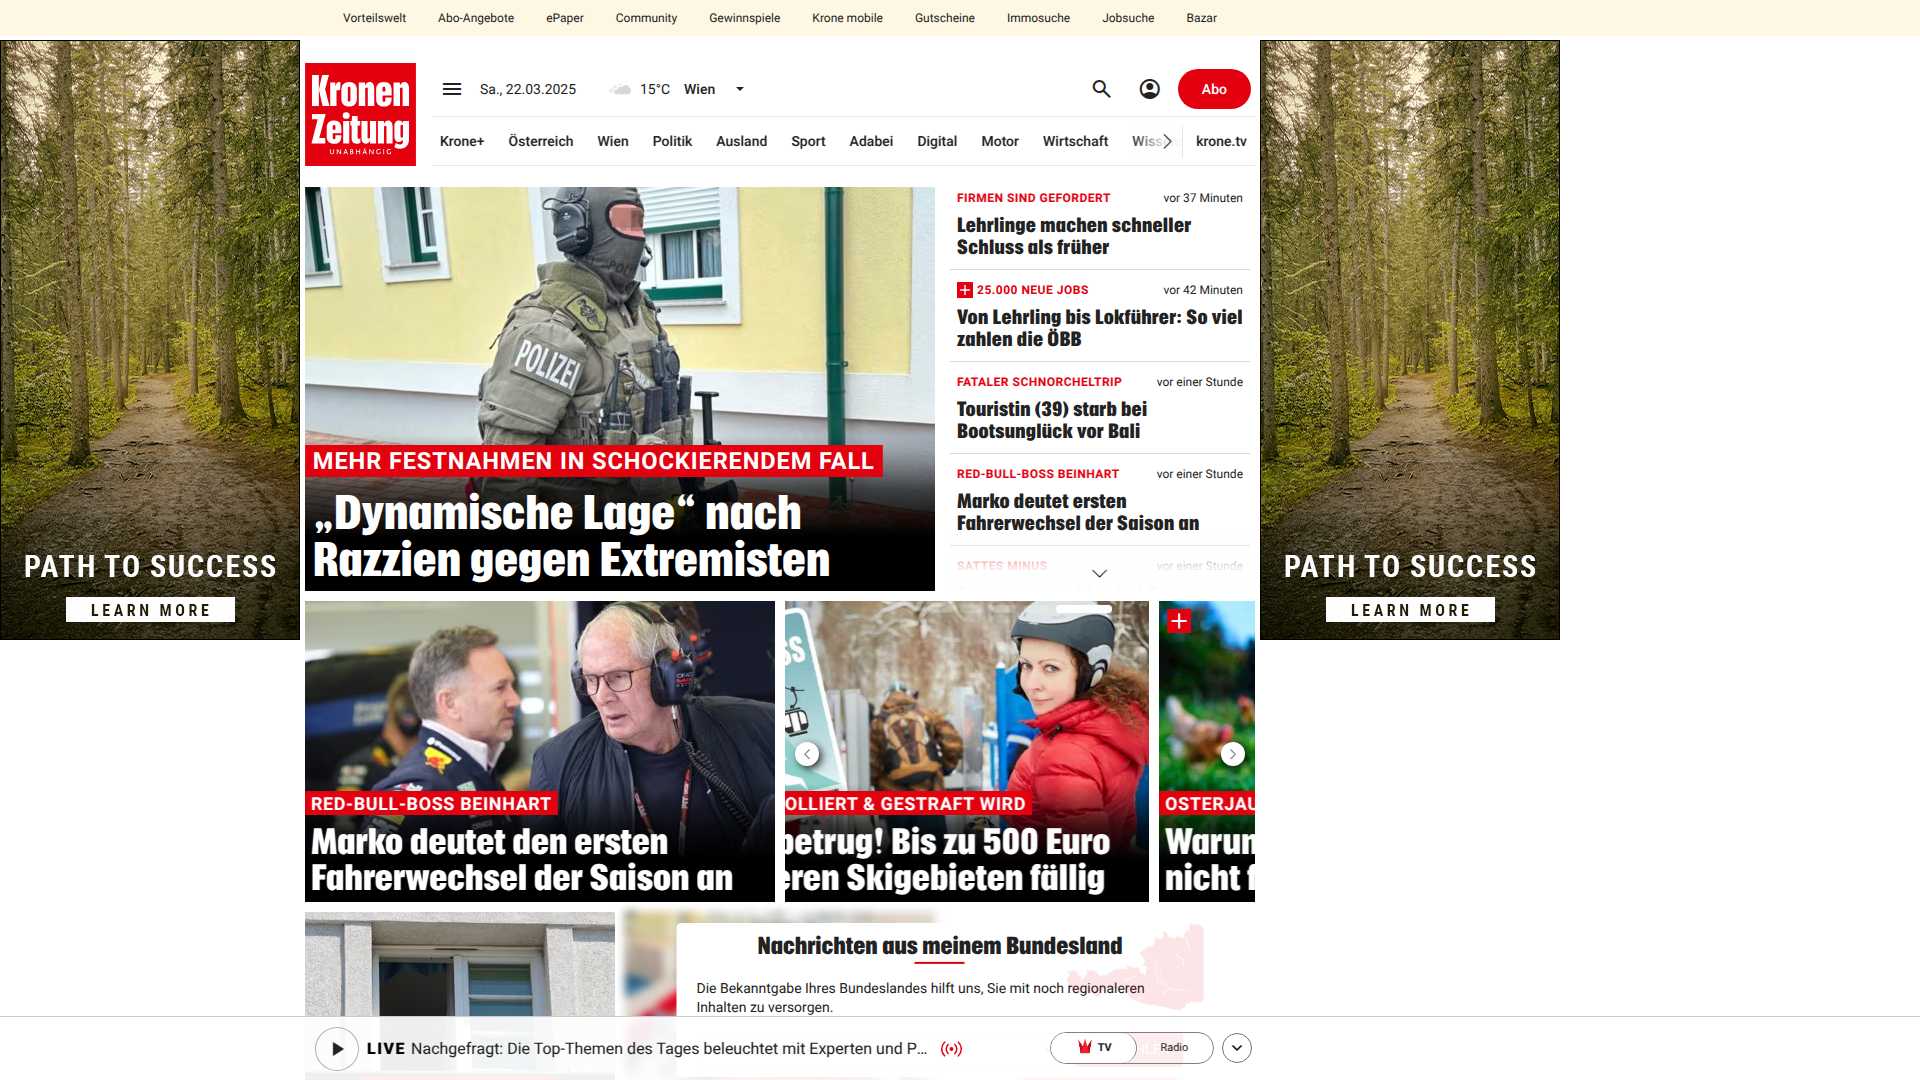 Vorteilswelt Abo-Angebote ePaper Community Gewinnspiele Krone mobile Gutscheine Immosuche Jobsuche Bazar
Kronen
Zeitung
UNABHÄNGIG
Sa., 22.03.2025 15°C Wien
Abo
Krone+ Österreich Wien Politik Ausland Sport Adabei Digital Motor Wirtschaft Wiss krone.tv
PATH TO SUCCESS
LEARN MORE
POLIZEI
MEHR FESTNAHMEN IN SCHOCKIERENDEM FALL
„Dynamische Lage“ nach
Razzien gegen Extremisten
FIRMEN SIND GEFORDERT vor 37 Minuten
Lehrlinge machen schneller
Schluss als früher
25.000 NEUE JOBS vor 42 Minuten
Von Lehrling bis Lokführer: So viel
zahlen die ÖBB
FATALER SCHNORCHELTRIP vor einer Stunde
Touristin (39) starb bei
Bootsunglück vor Bali
RED-BULL-BOSS BEINHART vor einer Stunde
Marko deutet ersten
Fahrerwechsel der Saison an
SATTES MINUS vor einer Stunde
PATH TO SUCCESS
LEARN MORE
RED-BULL-BOSS BEINHART
Marko deutet den ersten
Fahrerwechsel der Saison an
OLLIERT & GESTRAFT WIRD
betrug! Bis zu 500 Euro
eren Skigebieten fällig
OSTERJAU
Warun
nicht f
Nachrichten aus meinem Bundesland
Die Bekanntgabe Ihres Bundeslandes hilft uns, Sie mit noch regionaleren
Inhalten zu versorgen.
LIVE Nachgefragt: Die Top-Themen des Tages beleuchtet mit Experten und P...
TV Radio